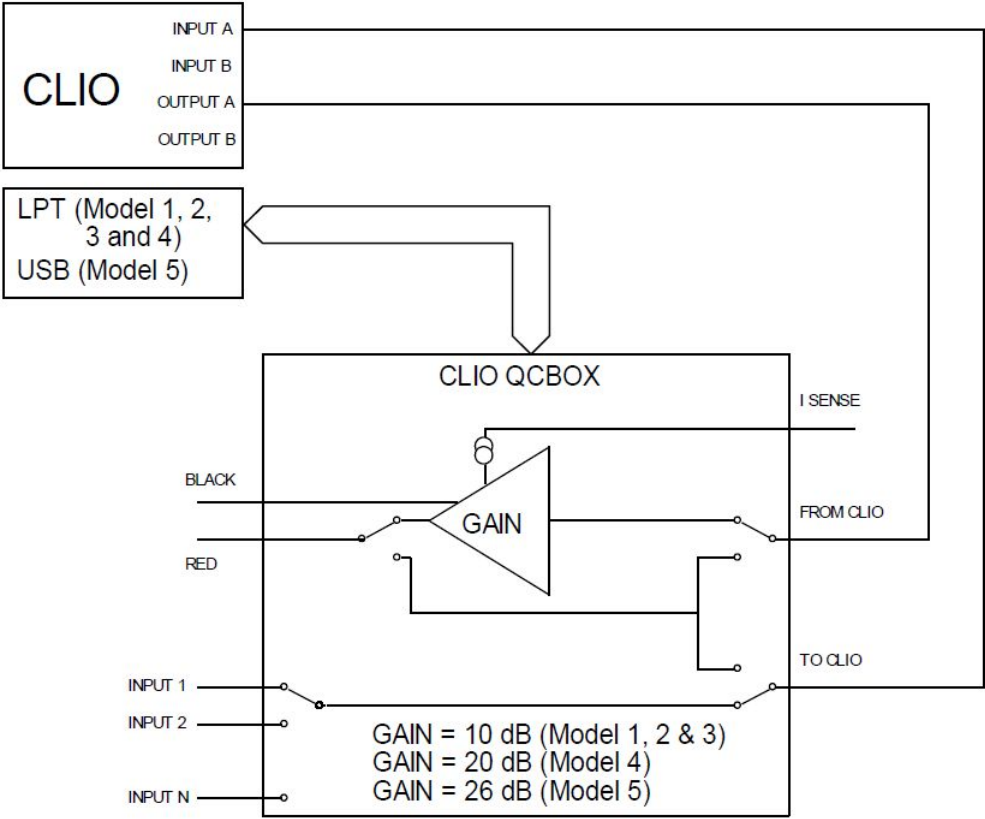 INPUT A
INPUT B
CLIO
OUTPUT A
OUTPUT B
LPT (Model 1, 2,
3 and 4)
USB (Model 5)
CLIO QCBOX
I SENSE
BLACK
GAIN
FROM CLIO
RED
TO CLIO
INPUT 1
INPUT 2
GAIN = 10 dB (Model 1, 2 & 3)
GAIN = 20 dB (Model 4)
GAIN = 26 dB (Model 5)
INPUT N